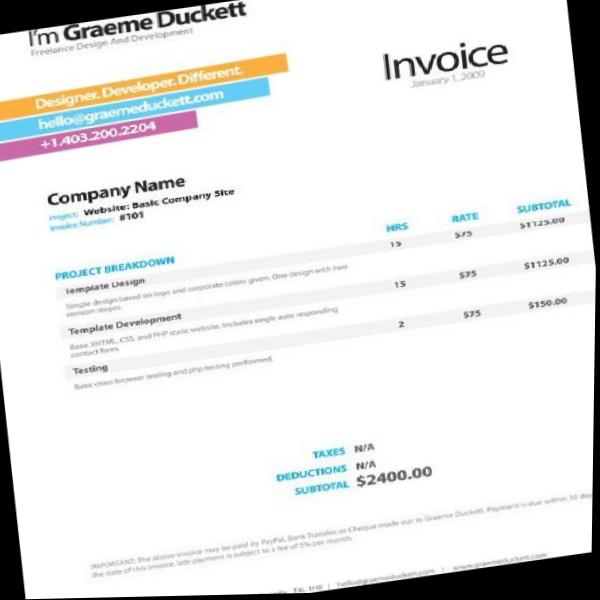 I'm Graeme Duckett
Freelance Design And Development
Invoice
January 1, 2009
Designer. Developer. Different.
hello@graemeduckett.com
+1.403.200.2204
Company Name
Project: Website: Basic Company Site
Invoice Number: #101
PROJECT BREAKDOWN HRS RATE SUBTOTAL
Template Design 15 $75 $1125.00
Simple design based on logo and corporate colors given. One design with two
revision stages.
Template Development 15 $75 $1125.00
Basic XHTML, CSS, and PHP static website. Includes single auto responding
contact form.
Testing 2 $75 $150.00
Basic cross browser testing and php testing performed.
TAXES N/A
DEDUCTIONS N/A
SUBTOTAL $2400.00
IMPORTANT: The above invoice may be paid by PayPal, Bank Transfer, or Cheque made out to Graeme Duckett. Payment is due within 30
the date of this invoice, late payment is subject to a fee of 5% per month.
hello@graemeduckett.com | www.graemeduckett.com